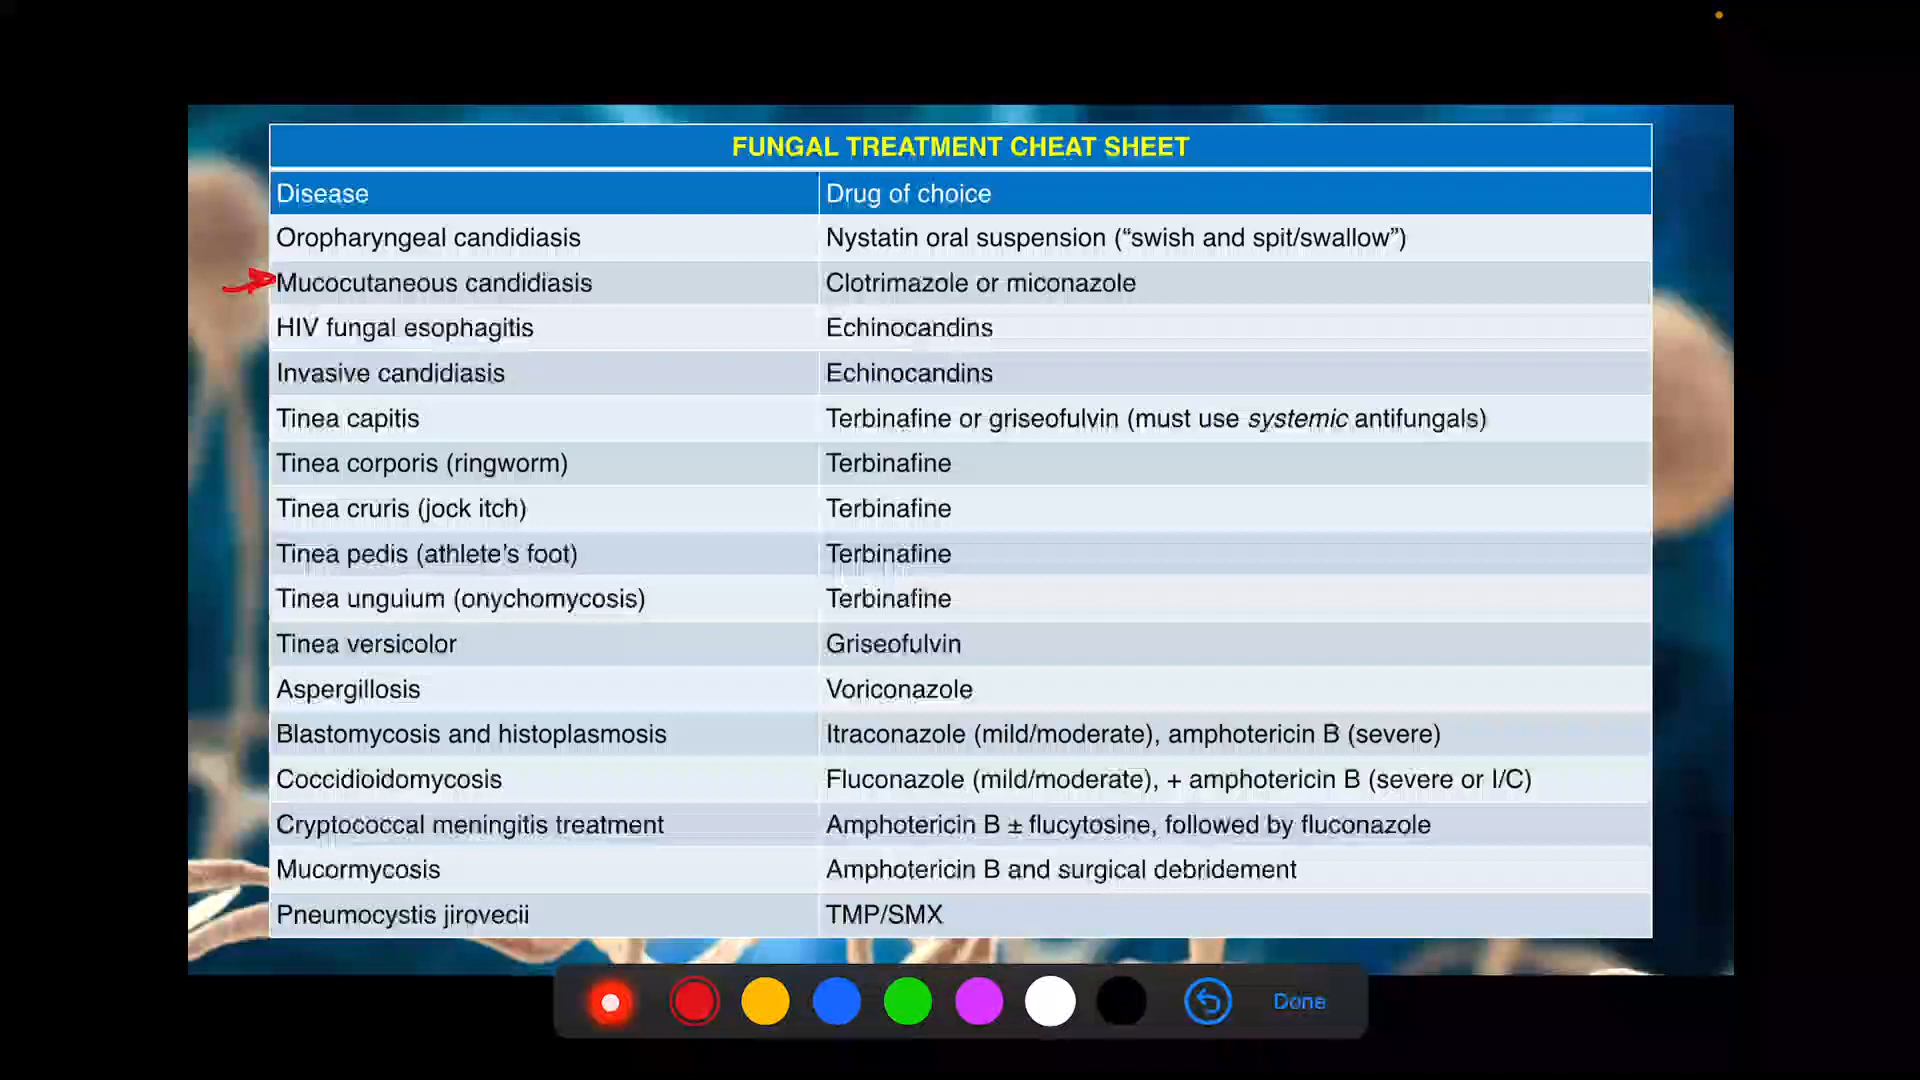 FUNGAL TREATMENT CHEAT SHEET
Disease Drug of choice
Oropharyngeal candidiasis Nystatin oral suspension (“swish and spit/swallow”)
Mucocutaneous candidiasis Clotrimazole or miconazole
HIV fungal esophagitis Echinocandins
Invasive candidiasis Echinocandins
Tinea capitis Terbinafine or griseofulvin (must use systemic antifungals)
Tinea corporis (ringworm) Terbinafine
Tinea cruris (jock itch) Terbinafine
Tinea pedis (athlete’s foot) Terbinafine
Tinea unguium (onychomycosis) Terbinafine
Tinea versicolor Griseofulvin
Aspergillosis Voriconazole
Blastomycosis and histoplasmosis Itraconazole (mild/moderate), amphotericin B (severe)
Coccidioidomycosis Fluconazole (mild/moderate), + amphotericin B (severe or I/C)
Cryptococcal meningitis treatment Amphotericin B ± flucytosine, followed by fluconazole
Mucormycosis Amphotericin B and surgical debridement
Pneumocystis jirovecii TMP/SMX
Done